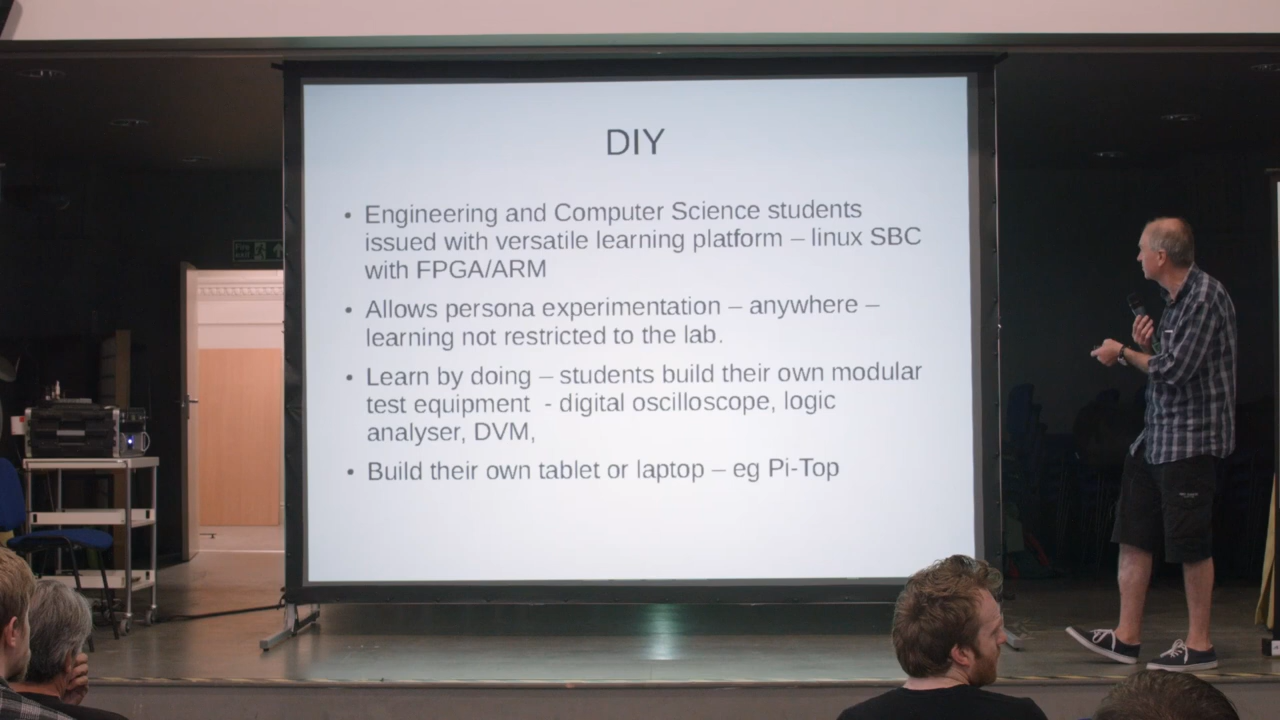 DIY
• Engineering and Computer Science students
issued with versatile learning platform – linux SBC
with FPGA/ARM
• Allows persona experimentation – anywhere –
learning not restricted to the lab.
• Learn by doing – students build their own modular
test equipment - digital oscilloscope, logic
analyser, DVM,
• Build their own tablet or laptop – eg Pi-Top